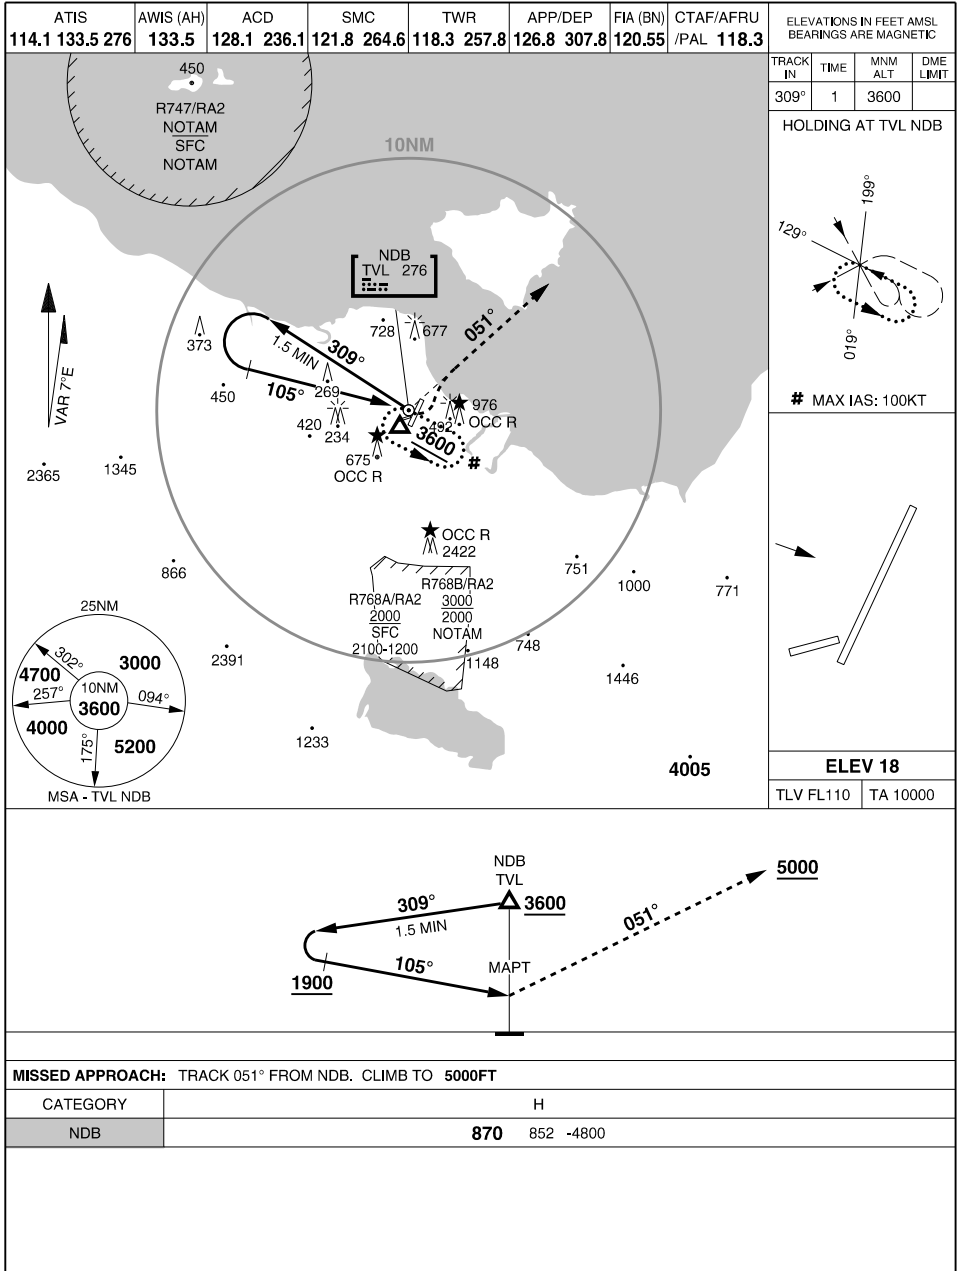 ATIS
114.1 133.5 276
AWIS (AH)
133.5
ACD
128.1 236.1
SMC
121.8 264.6
TWR
118.3 257.8
APP/DEP
126.8 307.8
FIA (BN)
120.55
CTAF/AFRU
/PAL 118.3
ELEVATIONS IN FEET AMSL
BEARINGS ARE MAGNETIC
TRACK IN
TIME
MNM ALT
DME LIMIT
309°
1
3600
HOLDING AT TVL NDB
199°
129°
019°
# MAX IAS: 100KT
450
R747/RA2
NOTAM
SFC
NOTAM
10NM
NDB
TVL 276
VAR 7°E
373
728
677
051°
309°
1.5 MIN
105°
450
269
420
234
492
976
OCC R
3600
#
675
OCC R
2365
1345
OCC R
2422
866
R768A/RA2
2000
SFC
2100-1200
R768B/RA2
3000
2000
NOTAM
751
1000
771
748
1148
2391
1446
1233
4005
25NM
302°
3000
4700
10NM
3600
257°
094°
4000
175°
5200
MSA - TVL NDB
ELEV 18
TLV FL110
TA 10000
NDB
TVL
3600
309°
1.5 MIN
105°
1900
MAPT
051°
5000
MISSED APPROACH: TRACK 051° FROM NDB. CLIMB TO 5000FT
CATEGORY
H
NDB
870 852 -4800